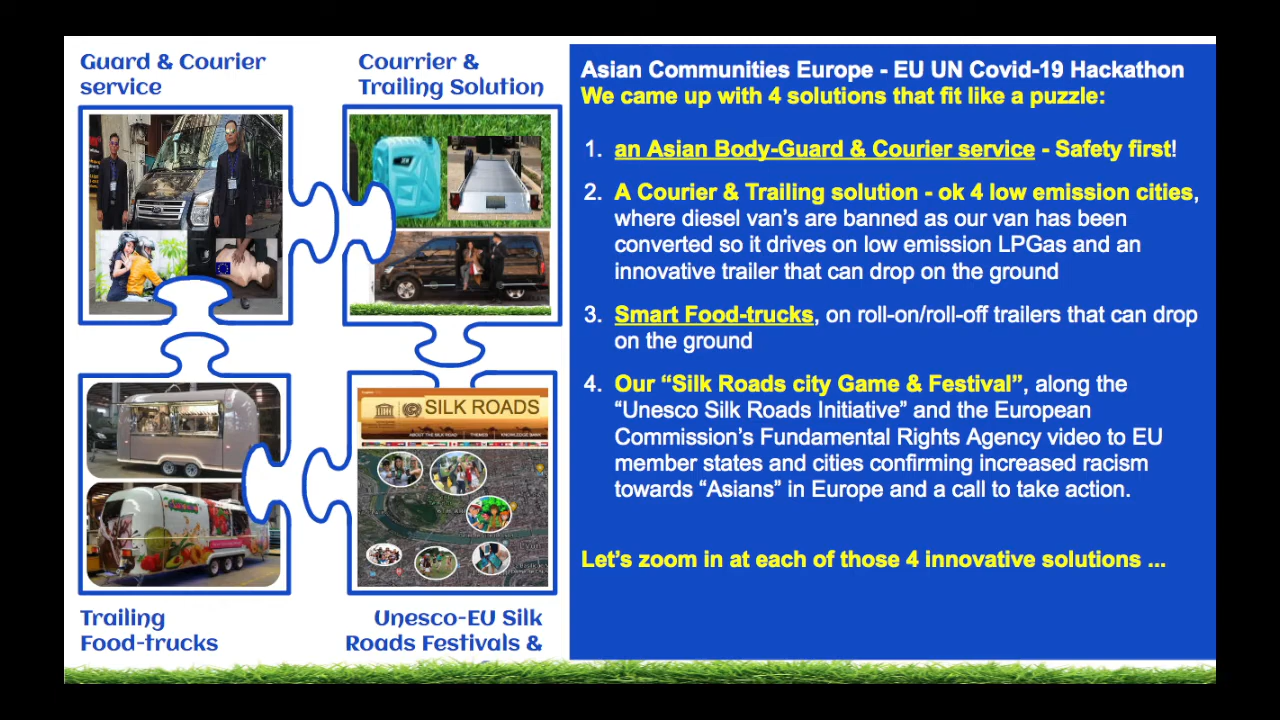 Guard & Courier
service
Courrier &
Trailing Solution
SILK ROADS
ABOUT THE SILK ROAD
THEMES
KNOWLEDGE BANK
Trailing
Food-trucks
Unesco-EU Silk
Roads Festivals &
Asian Communities Europe - EU UN Covid-19 Hackathon
We came up with 4 solutions that fit like a puzzle:
1. an Asian Body-Guard & Courier service - Safety first!
2. A Courier & Trailing solution - ok 4 low emission cities,
where diesel van's are banned as our van has been
converted so it drives on low emission LPGas and an
innovative trailer that can drop on the ground
3. Smart Food-trucks, on roll-on/roll-off trailers that can drop
on the ground
4. Our “Silk Roads city Game & Festival”, along the
“Unesco Silk Roads Initiative” and the European
Commission's Fundamental Rights Agency video to EU
member states and cities confirming increased racism
towards “Asians” in Europe and a call to take action.
Let's zoom in at each of those 4 innovative solutions ...